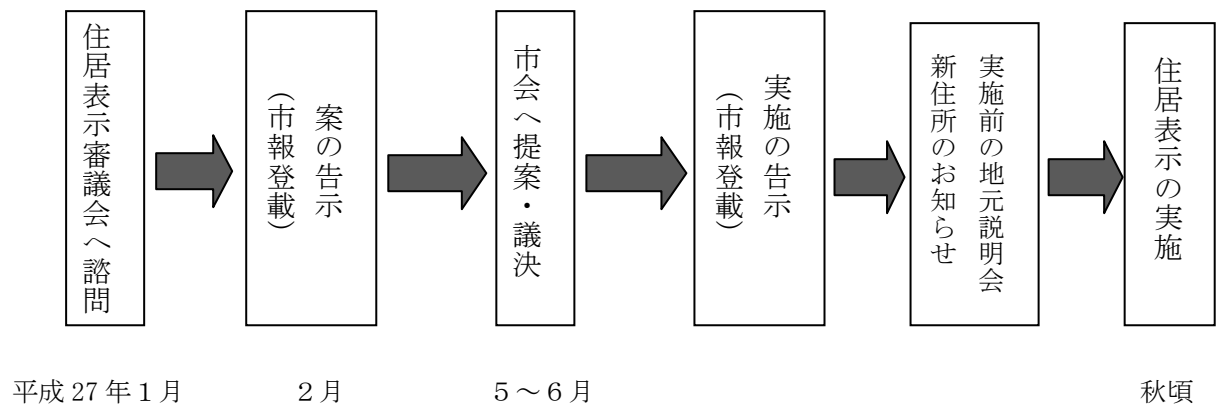 住居表示審議会へ諮問
案の告示
（市報登載）
市会へ提案・議決
実施の告示
（市報登載）
実施前の地元説明会
新住所のお知らせ
住居表示の実施
平成 27 年１月
２月
５～６月
秋頃